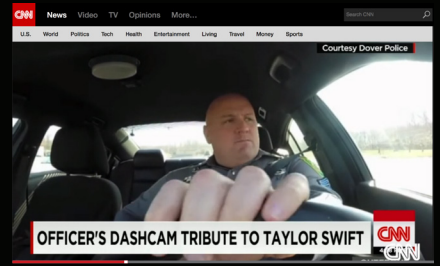 CNN News Video TV Opinions More... Search CNN
U.S. World Politics Tech Health Entertainment Living Travel Money Sports
Courtesy Dover Police
OFFICER'S DASHCAM TRIBUTE TO TAYLOR SWIFT
CNN
CNN